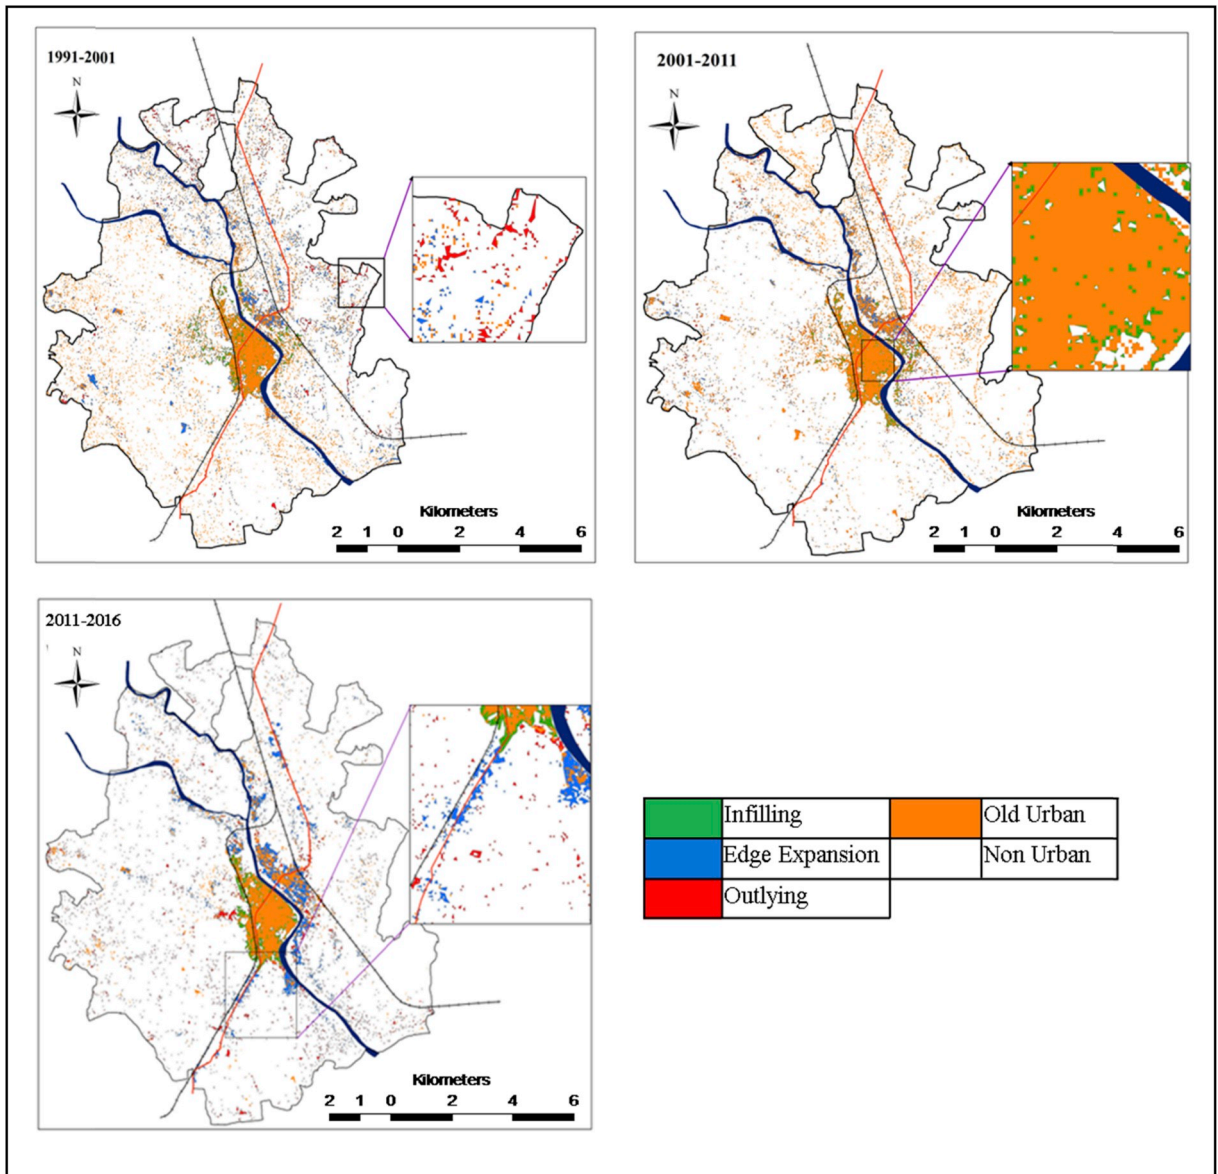 1991-2001
N
Kilometers
2 1 0 2 4 6
2001-2011
N
Kilometers
2 1 0 2 4 6
2011-2016
N
Kilometers
2 1 0 2 4 6
Infilling
Old Urban
Edge Expansion
Non Urban
Outlying